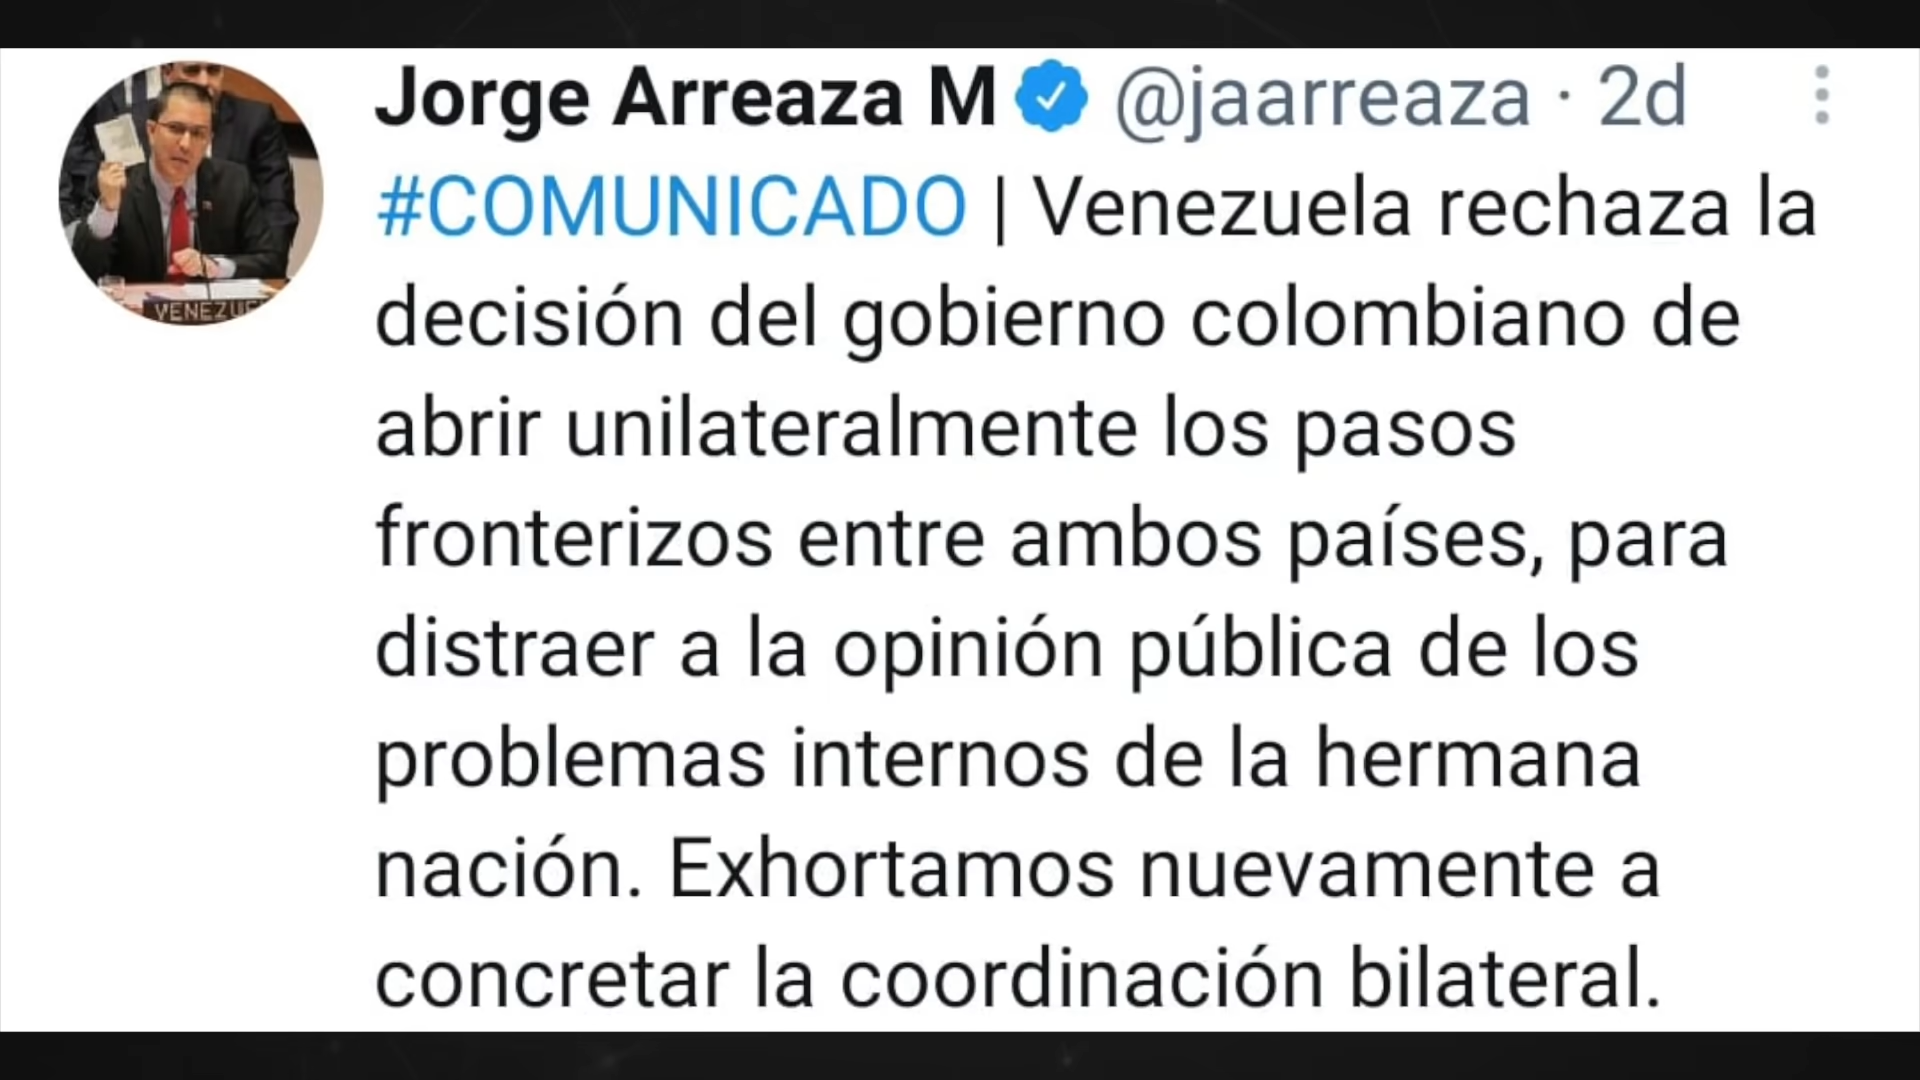 Jorge Arreaza M @jaarreaza · 2d
#COMUNICADO | Venezuela rechaza la
decisión del gobierno colombiano de
abrir unilateralmente los pasos
fronterizos entre ambos países, para
distraer a la opinión pública de los
problemas internos de la hermana
nación. Exhortamos nuevamente a
concretar la coordinación bilateral.
VENEZUE